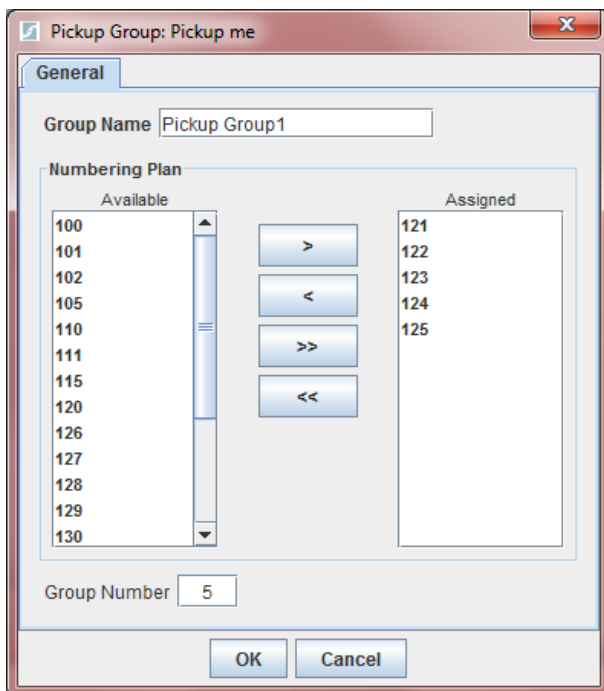 Pickup Group: Pickup me
X
General
Group Name Pickup Group1
Numbering Plan
Available
Assigned
100
101
102
105
110
111
115
120
126
127
128
129
130
>
<
>>
<<
121
122
123
124
125
Group Number 5
OK Cancel